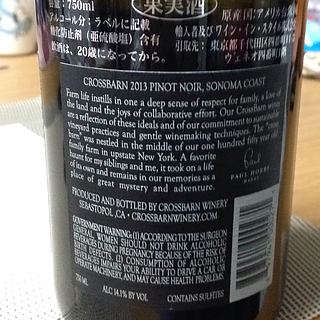 容量:750ml
果実酒
アルコール分:ラベルに記載
酸化防止剤(亜硫酸塩)含有
飲酒は、20歳になってから。
原産国:アメリカ
輸入者:ワイン・イン・スタイル
引取先:東京都千代田区
CROSSBARN 2013 PINOT NOIR, SONOMA COAST
Farm life instills in one a deep sense of respect for family, a love of
the land and the joys of collaborative effort. Our CrossBarn wines
are a reflection of these ideals and of our commitment to sustainable
vineyard practices and gentle winemaking techniques. The "cross
barn" was nestled in the middle of our one hundred fifty year old
family farm in upstate New York. A favorite
haunt for my siblings and me, it took on a life
of its own and remains in our memories as a
place of great mystery and adventure.
PAUL HOBBS
PRODUCED AND BOTTLED BY CROSSBARN WINERY
SEBASTOPOL, CA • CROSSBARNWINERY.COM
GOVERNMENT WARNING: (1) ACCORDING TO THE SURGEON
GENERAL, WOMEN SHOULD NOT DRINK ALCOHOLIC
BEVERAGES DURING PREGNANCY BECAUSE OF THE RISK OF
BIRTH DEFECTS. (2) CONSUMPTION OF ALCOHOLIC
BEVERAGES IMPAIRS YOUR ABILITY TO DRIVE A CAR OR
OPERATE MACHINERY, AND MAY CAUSE HEALTH PROBLEMS.
750 ML
ALC 14.1% BY VOL
CONTAINS SULFITES